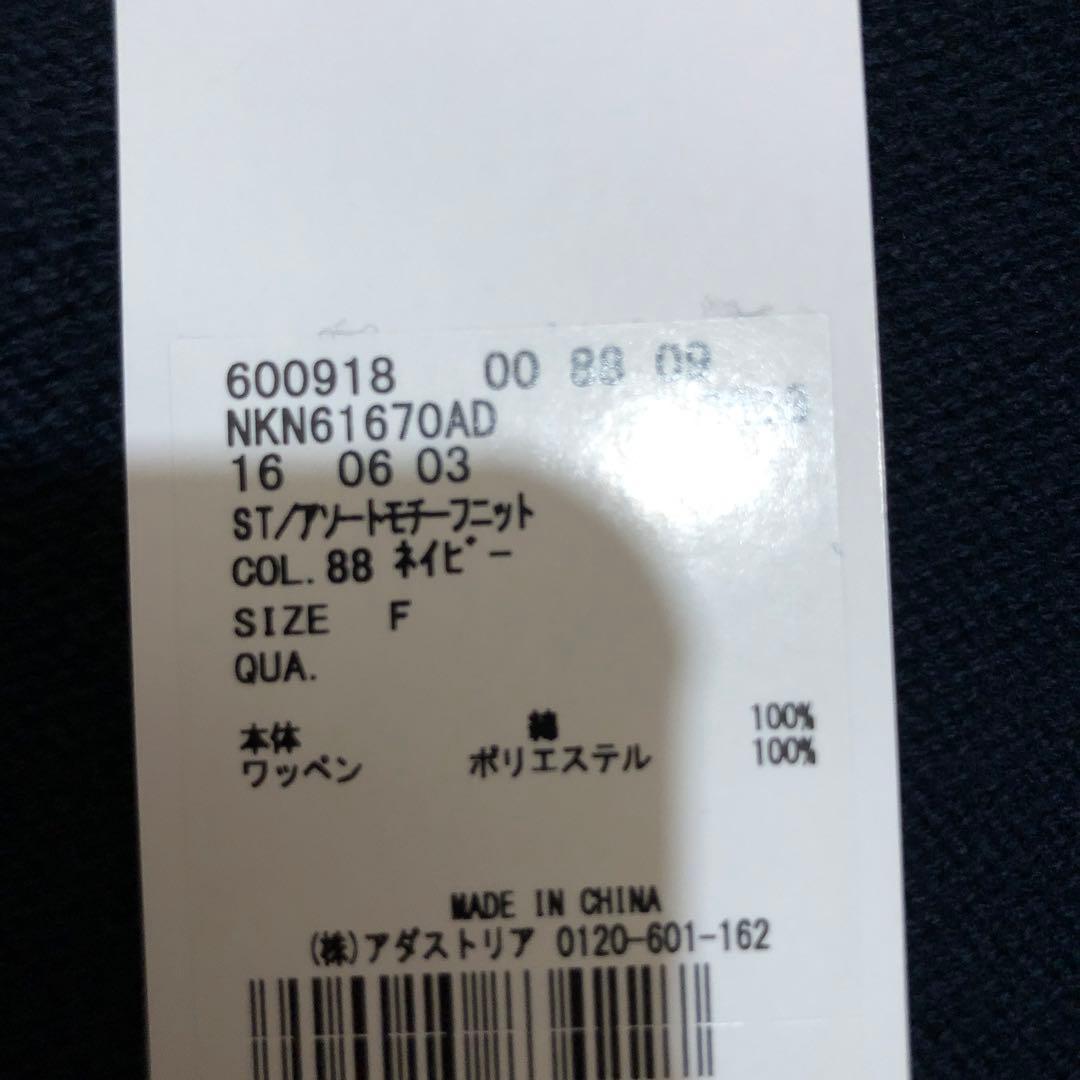 600918 00 88 09
NKN61670AD
16 06 03
ST/アソートモチーフニット
COL. 88 ネイビー
SIZE F
QUA.
本体 綿 100%
ワッペン ポリエステル 100%
MADE IN CHINA
(株)アダストリア 0120-601-162